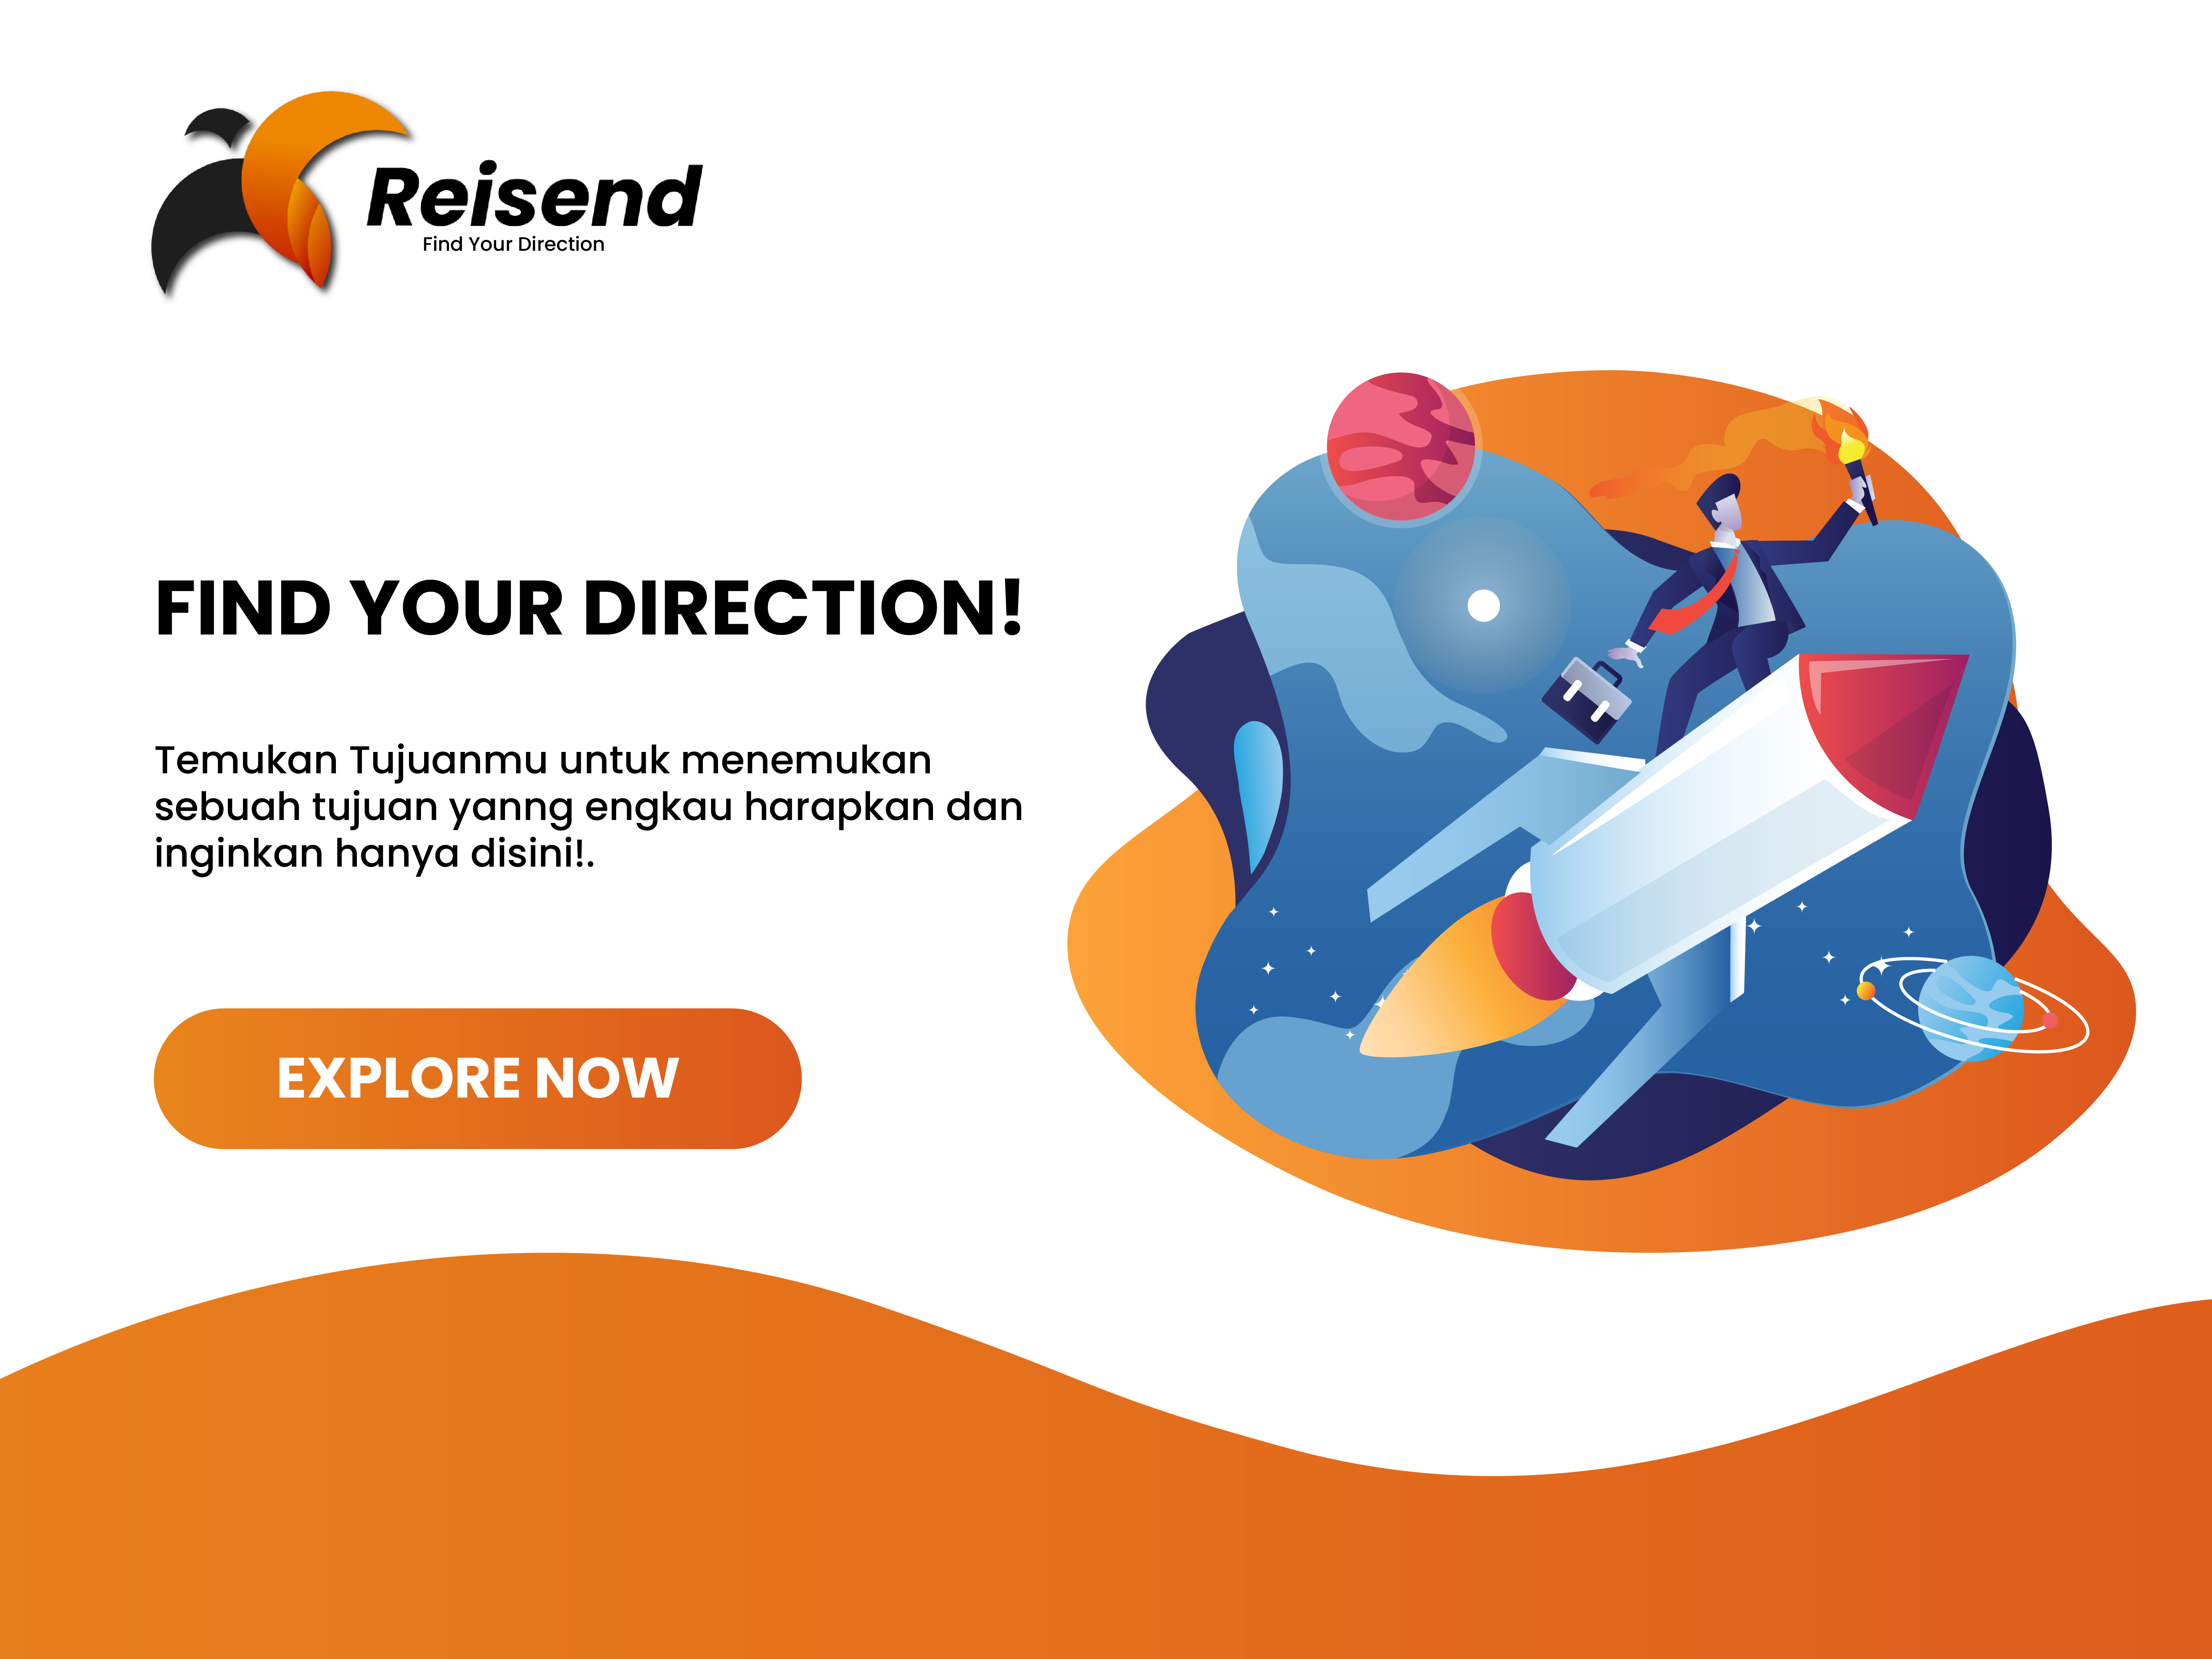 Reisend
Find Your Direction
FIND YOUR DIRECTION!
Temukan Tujuanmu untuk menemukan
sebuah tujuan yanng engkau harapkan dan
inginkan hanya disini!.
EXPLORE NOW